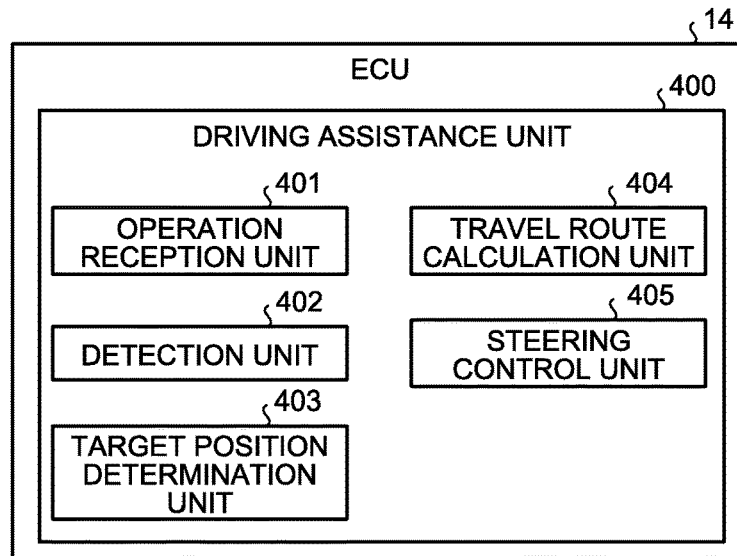 14
ECU
400
DRIVING ASSISTANCE UNIT
401
OPERATION
RECEPTION UNIT
402
DETECTION UNIT
403
TARGET POSITION
DETERMINATION
UNIT
404
TRAVEL ROUTE
CALCULATION UNIT
405
STEERING
CONTROL UNIT